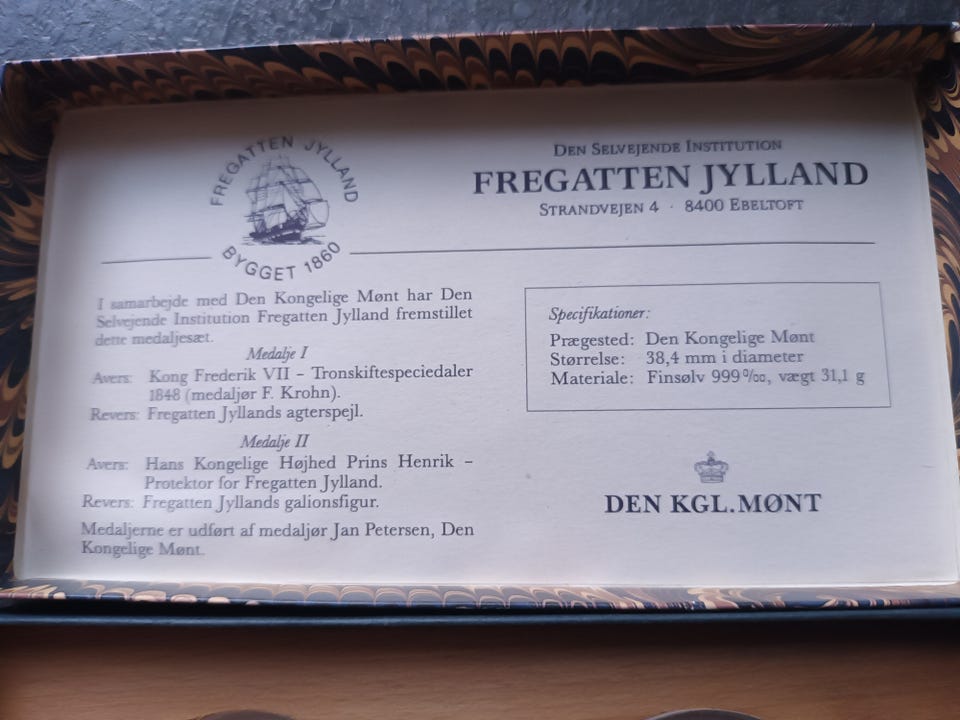 FREGATTEN JYLLAND
BYGGET 1860
DEN SELVEJENDE INSTITUTION
FREGATTEN JYLLAND
STRANDVEJEN 4 · 8400 EBELTOFT
I samarbejde med Den Kongelige Mønt har Den
Selvejende Institution Fregatten Jylland fremstillet
dette medaljesæt.
Medalje I
Avers: Kong Frederik VII – Tronskiftespeciedaler
1848 (medaljør F. Krohn).
Revers: Fregatten Jyllands agterspejl.
Medalje II
Avers: Hans Kongelige Højhed Prins Henrik –
Protektor for Fregatten Jylland.
Revers: Fregatten Jyllands galionsfigur.
Medaljerne er udført af medaljør Jan Petersen, Den
Kongelige Mønt.
Specifikationer:
Prægested: Den Kongelige Mønt
Størrelse: 38,4 mm i diameter
Materiale: Finsølv 999‰, vægt 31,1 g
DEN KGL.MØNT